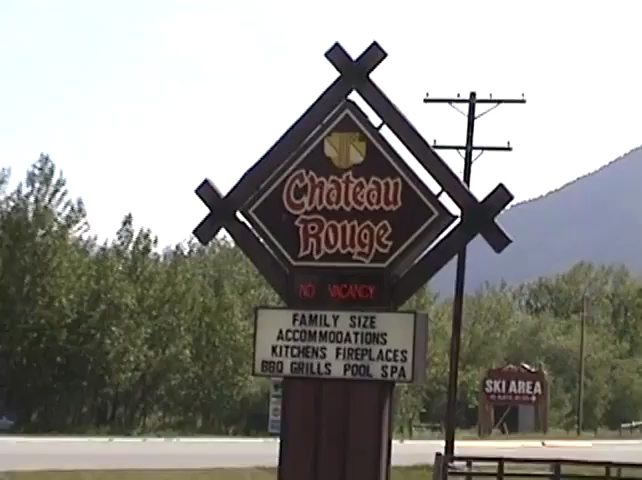 Chateau
Rouge
NO VACANCY
FAMILY SIZE
ACCOMMODATIONS
KITCHENS FIREPLACES
BBQ GRILLS POOL SPA
SKI AREA